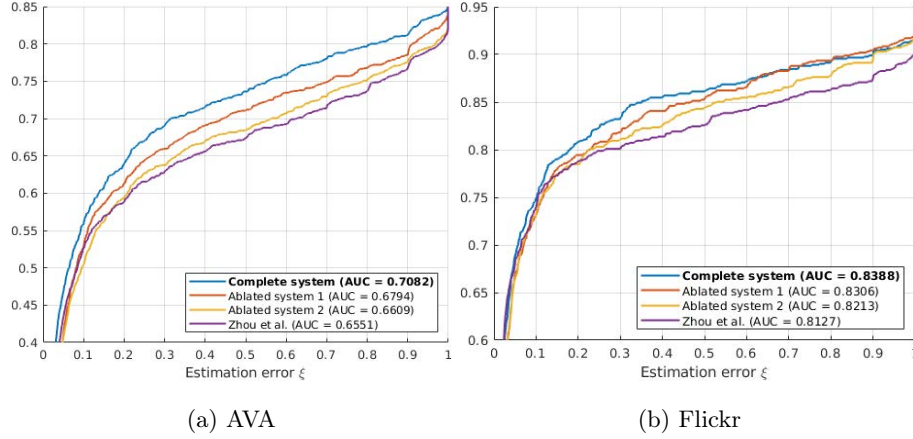 0.85
0.8
0.75
0.7
0.65
0.6
0.55
0.5
0.45
0.4
0 0.1 0.2 0.3 0.4 0.5 0.6 0.7 0.8 0.9 1
Estimation error ξ
Complete system (AUC = 0.7082)
Ablated system 1 (AUC = 0.6794)
Ablated system 2 (AUC = 0.6609)
Zhou et al. (AUC = 0.6551)
(a) AVA
0.95
0.9
0.85
0.8
0.75
0.7
0.65
0.6
0 0.1 0.2 0.3 0.4 0.5 0.6 0.7 0.8 0.9 1
Estimation error ξ
Complete system (AUC = 0.8388)
Ablated system 1 (AUC = 0.8306)
Ablated system 2 (AUC = 0.8213)
Zhou et al. (AUC = 0.8127)
(b) Flickr